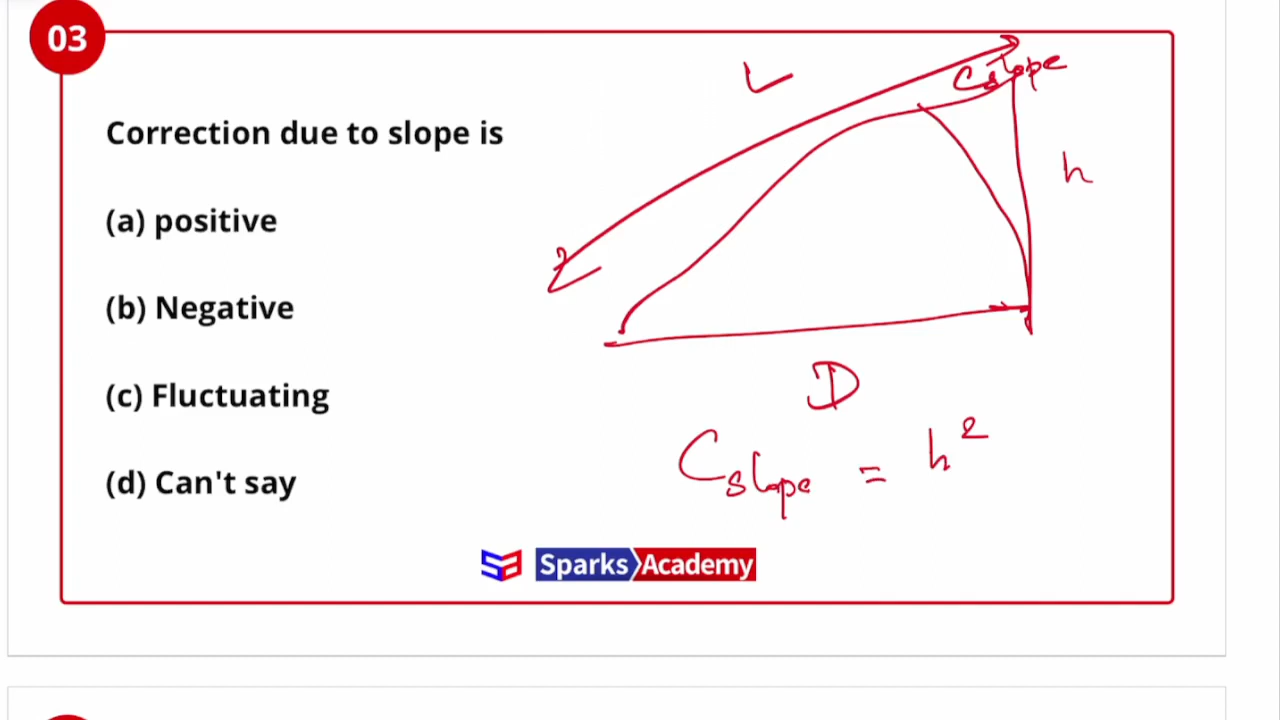 03
L
Cslope
Correction due to slope is
h
(a) positive
(b) Negative
D
(c) Fluctuating
Cslope = h²
(d) Can't say
Sparks Academy